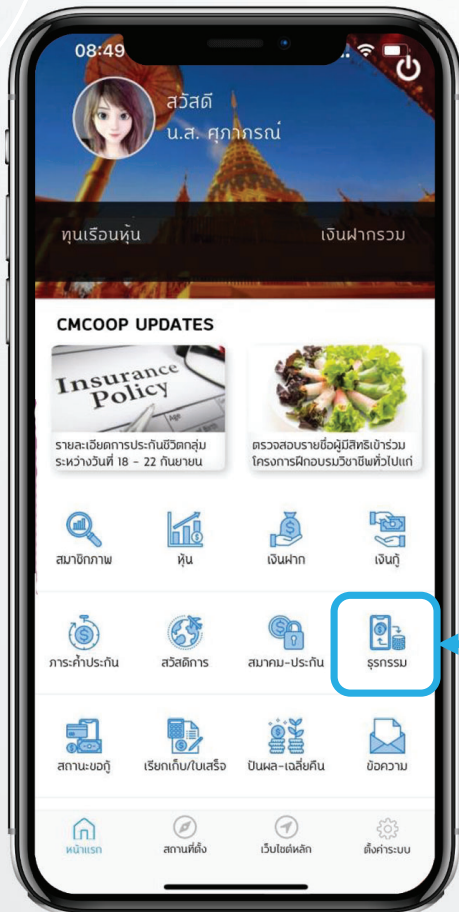 08:49
สวัสดี
น.ส. ศุภาภรณ์
ทุนเรือนหุ้น เงินฝากรวม
CMCOOP UPDATES
Insurance
Policy
Age
รายละเอียดการประกันชีวิตกลุ่ม
ระหว่างวันที่ 18 - 22 กันยายน
ตรวจสอบรายชื่อผู้มีสิทธิเข้าร่วม
โครงการฝึกอบรมวิชาชีพทั่วไปแก่
สมาชิกภาพ หุ้น เงินฝาก เงินกู้
ภาระค้ำประกัน สวัสดิการ สมาคม-ประกัน ธุรกรรม
สถานะขอกู้ เรียกเก็บ/ใบเสร็จ ปันผล-เฉลี่ยคืน ข้อความ
หน้าแรก สถานที่ตั้ง เว็บไซต์หลัก ตั้งค่าระบบ